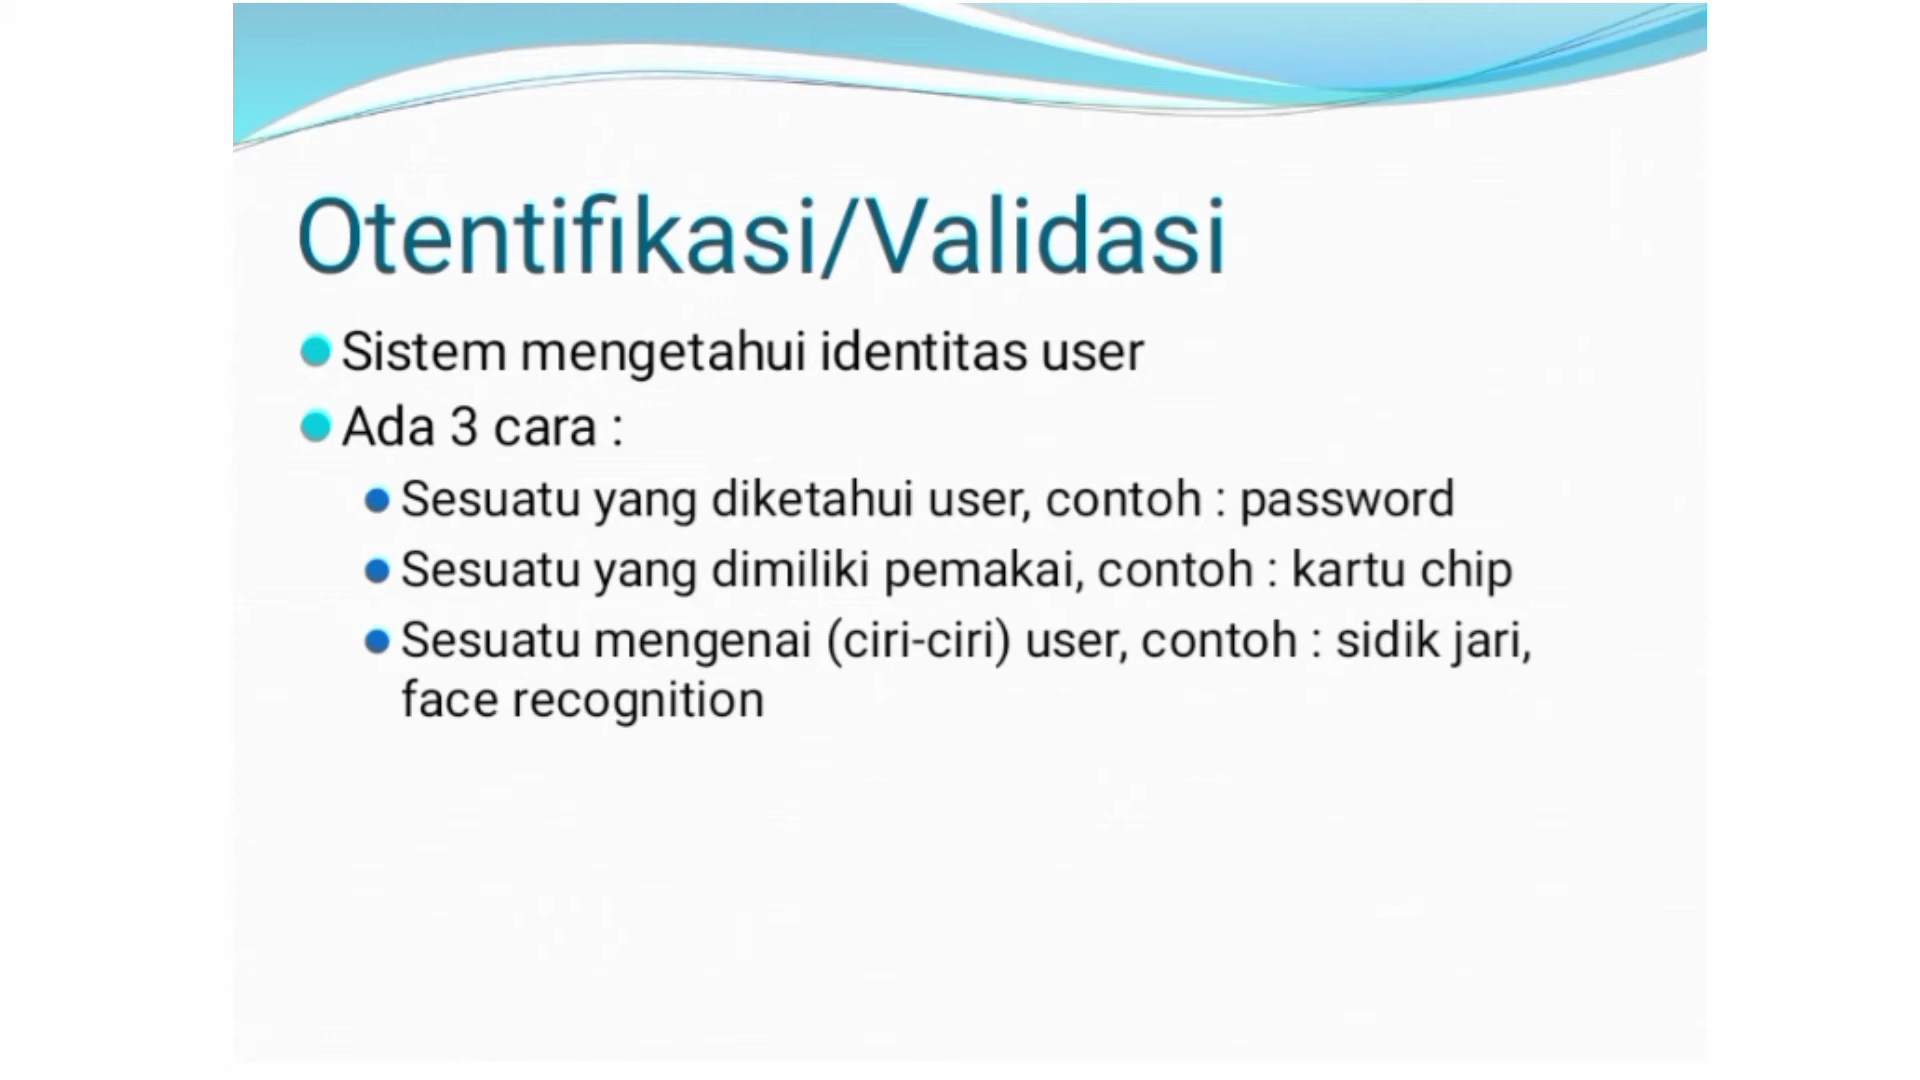 Otentifikasi/Validasi
Sistem mengetahui identitas user
Ada 3 cara :
Sesuatu yang diketahui user, contoh : password
Sesuatu yang dimiliki pemakai, contoh : kartu chip
Sesuatu mengenai (ciri-ciri) user, contoh : sidik jari,
face recognition